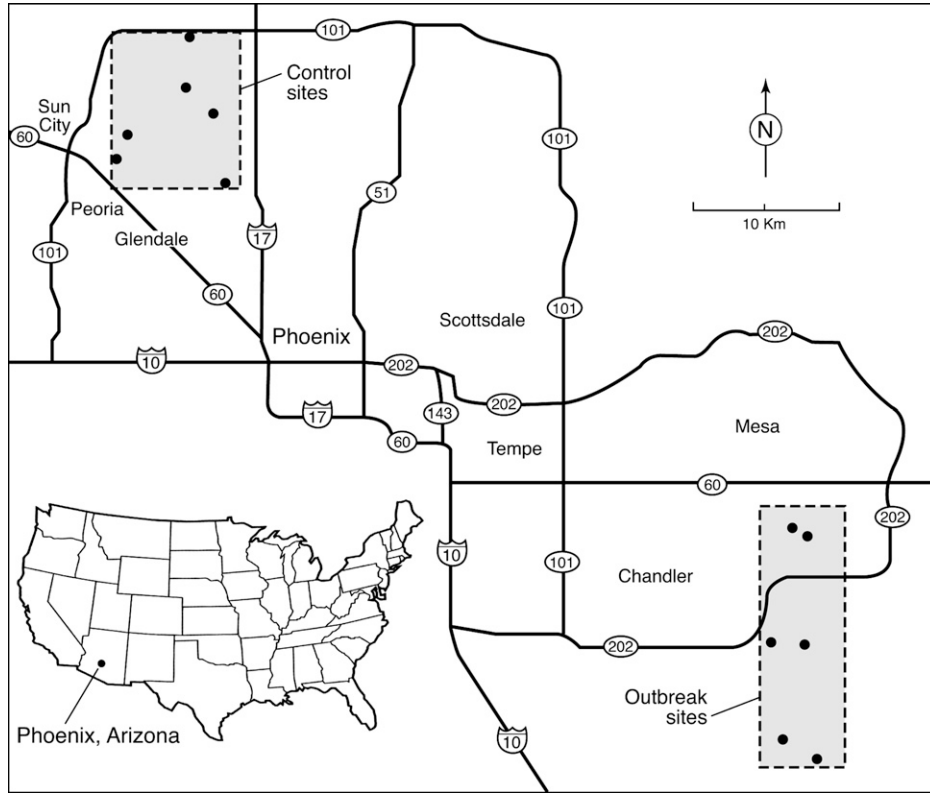 101
Control
sites
Sun
City
60
N
101
51
10 Km
Peoria
Glendale
17
101
60
101
Scottsdale
Phoenix
202
10
202
202
143
17
Mesa
60
Tempe
60
202
10
101
Chandler
202
Outbreak
sites
Phoenix, Arizona
10